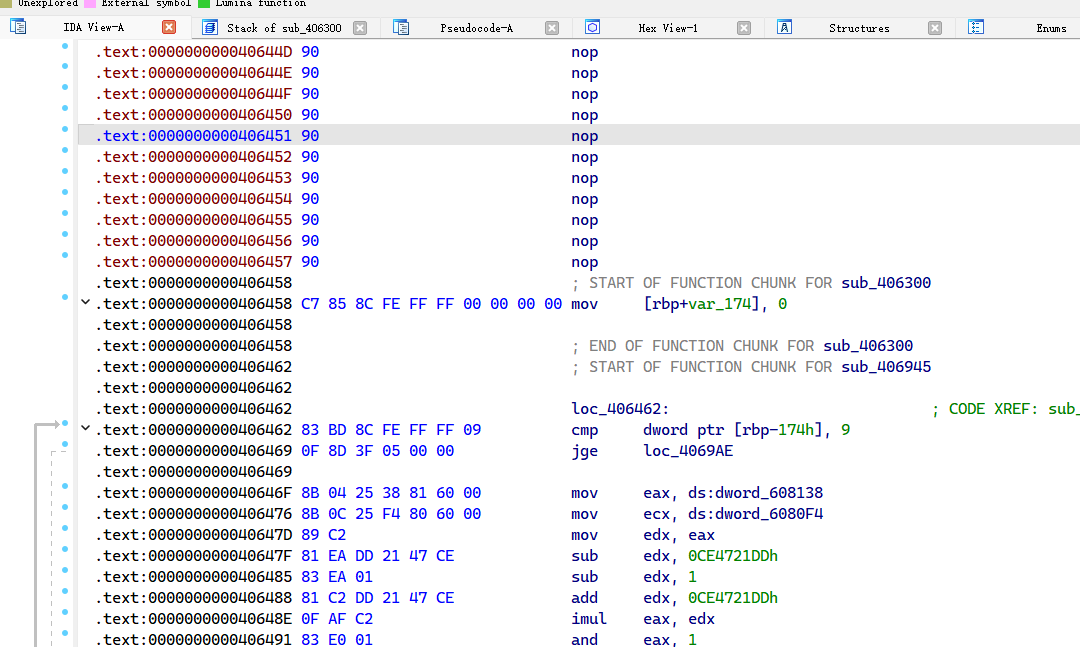 Unexplored External symbol Lumina function
IDA View-A Stack of sub_406300 Pseudocode-A Hex View-1 Structures Enums
.text:000000000040644D 90 nop
.text:000000000040644E 90 nop
.text:000000000040644F 90 nop
.text:0000000000406450 90 nop
.text:0000000000406451 90 nop
.text:0000000000406452 90 nop
.text:0000000000406453 90 nop
.text:0000000000406454 90 nop
.text:0000000000406455 90 nop
.text:0000000000406456 90 nop
.text:0000000000406457 90 nop
.text:0000000000406458 ; START OF FUNCTION CHUNK FOR sub_406300
.text:0000000000406458 C7 85 8C FE FF FF 00 00 00 00 mov [rbp+var_174], 0
.text:0000000000406458
.text:0000000000406458 ; END OF FUNCTION CHUNK FOR sub_406300
.text:0000000000406462 ; START OF FUNCTION CHUNK FOR sub_406945
.text:0000000000406462
.text:0000000000406462 loc_406462: ; CODE XREF: sub_
.text:0000000000406462 83 BD 8C FE FF FF 09 cmp dword ptr [rbp-174h], 9
.text:0000000000406469 0F 8D 3F 05 00 00 jge loc_4069AE
.text:0000000000406469
.text:000000000040646F 8B 04 25 38 81 60 00 mov eax, ds:dword_608138
.text:0000000000406476 8B 0C 25 F4 80 60 00 mov ecx, ds:dword_6080F4
.text:000000000040647D 89 C2 mov edx, eax
.text:000000000040647F 81 EA DD 21 47 CE sub edx, 0CE4721DDh
.text:0000000000406485 83 EA 01 sub edx, 1
.text:0000000000406488 81 C2 DD 21 47 CE add edx, 0CE4721DDh
.text:000000000040648E 0F AF C2 imul eax, edx
.text:0000000000406491 83 E0 01 and eax, 1